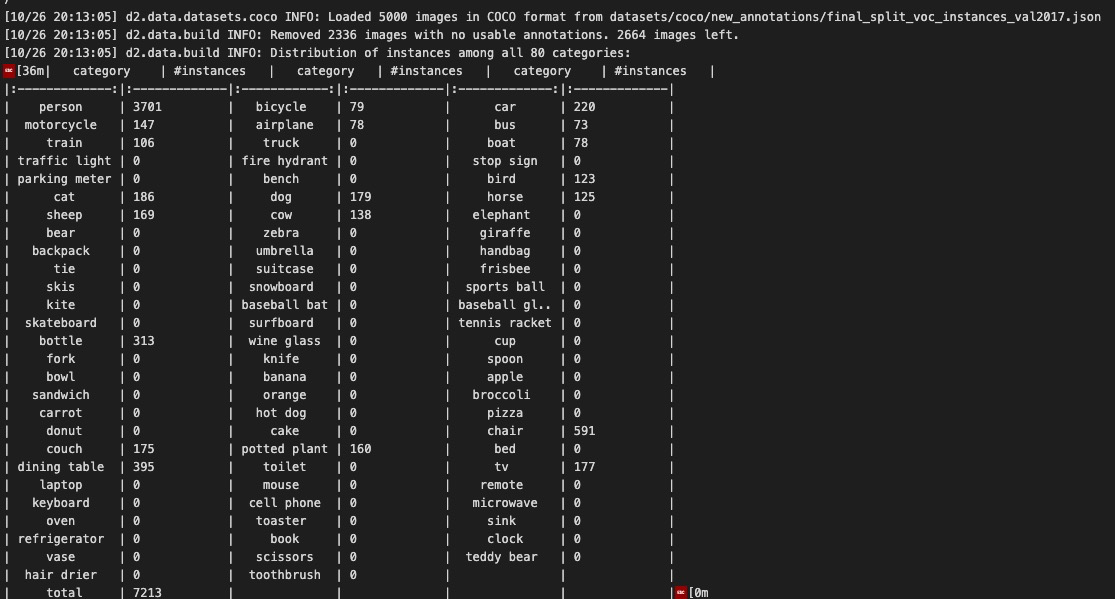 /
[10/26 20:13:05] d2.data.datasets.coco INFO: Loaded 5000 images in COCO format from datasets/coco/new_annotations/final_split_voc_instances_val2017.json
[10/26 20:13:05] d2.data.build INFO: Removed 2336 images with no usable annotations. 2664 images left.
[10/26 20:13:05] d2.data.build INFO: Distribution of instances among all 80 categories:
ESC[36m|   category    | #instances   |   category   | #instances   |   category    | #instances   |
|:-------------:|:-------------|:------------:|:-------------|:-------------:|:-------------|
|    person     | 3701         |   bicycle    | 79           |      car      | 220          |
|  motorcycle   | 147          |   airplane   | 78           |      bus      | 73           |
|     train     | 106          |    truck     | 0            |     boat      | 78           |
| traffic light | 0            | fire hydrant | 0            |   stop sign   | 0            |
| parking meter | 0            |    bench     | 0            |     bird      | 123          |
|      cat      | 186          |     dog      | 179          |     horse     | 125          |
|     sheep     | 169          |     cow      | 138          |   elephant    | 0            |
|     bear      | 0            |    zebra     | 0            |    giraffe    | 0            |
|   backpack    | 0            |   umbrella   | 0            |    handbag    | 0            |
|      tie      | 0            |   suitcase   | 0            |    frisbee    | 0            |
|     skis      | 0            |  snowboard   | 0            |  sports ball  | 0            |
|     kite      | 0            | baseball bat | 0            | baseball gl.. | 0            |
|  skateboard   | 0            |  surfboard   | 0            | tennis racket | 0            |
|    bottle     | 313          |  wine glass  | 0            |      cup      | 0            |
|     fork      | 0            |    knife     | 0            |     spoon     | 0            |
|     bowl      | 0            |    banana    | 0            |     apple     | 0            |
|   sandwich    | 0            |    orange    | 0            |   broccoli    | 0            |
|    carrot     | 0            |   hot dog    | 0            |     pizza     | 0            |
|     donut     | 0            |     cake     | 0            |     chair     | 591          |
|     couch     | 175          | potted plant | 160          |      bed      | 0            |
| dining table  | 395          |    toilet    | 0            |      tv       | 177          |
|    laptop     | 0            |    mouse     | 0            |    remote     | 0            |
|   keyboard    | 0            |  cell phone  | 0            |   microwave   | 0            |
|     oven      | 0            |   toaster    | 0            |     sink      | 0            |
| refrigerator  | 0            |     book     | 0            |     clock     | 0            |
|     vase      | 0            |   scissors   | 0            |  teddy bear   | 0            |
|  hair drier   | 0            |  toothbrush  | 0            |               |              |
|     total     | 7213         |              |              |               |              |ESC[0m